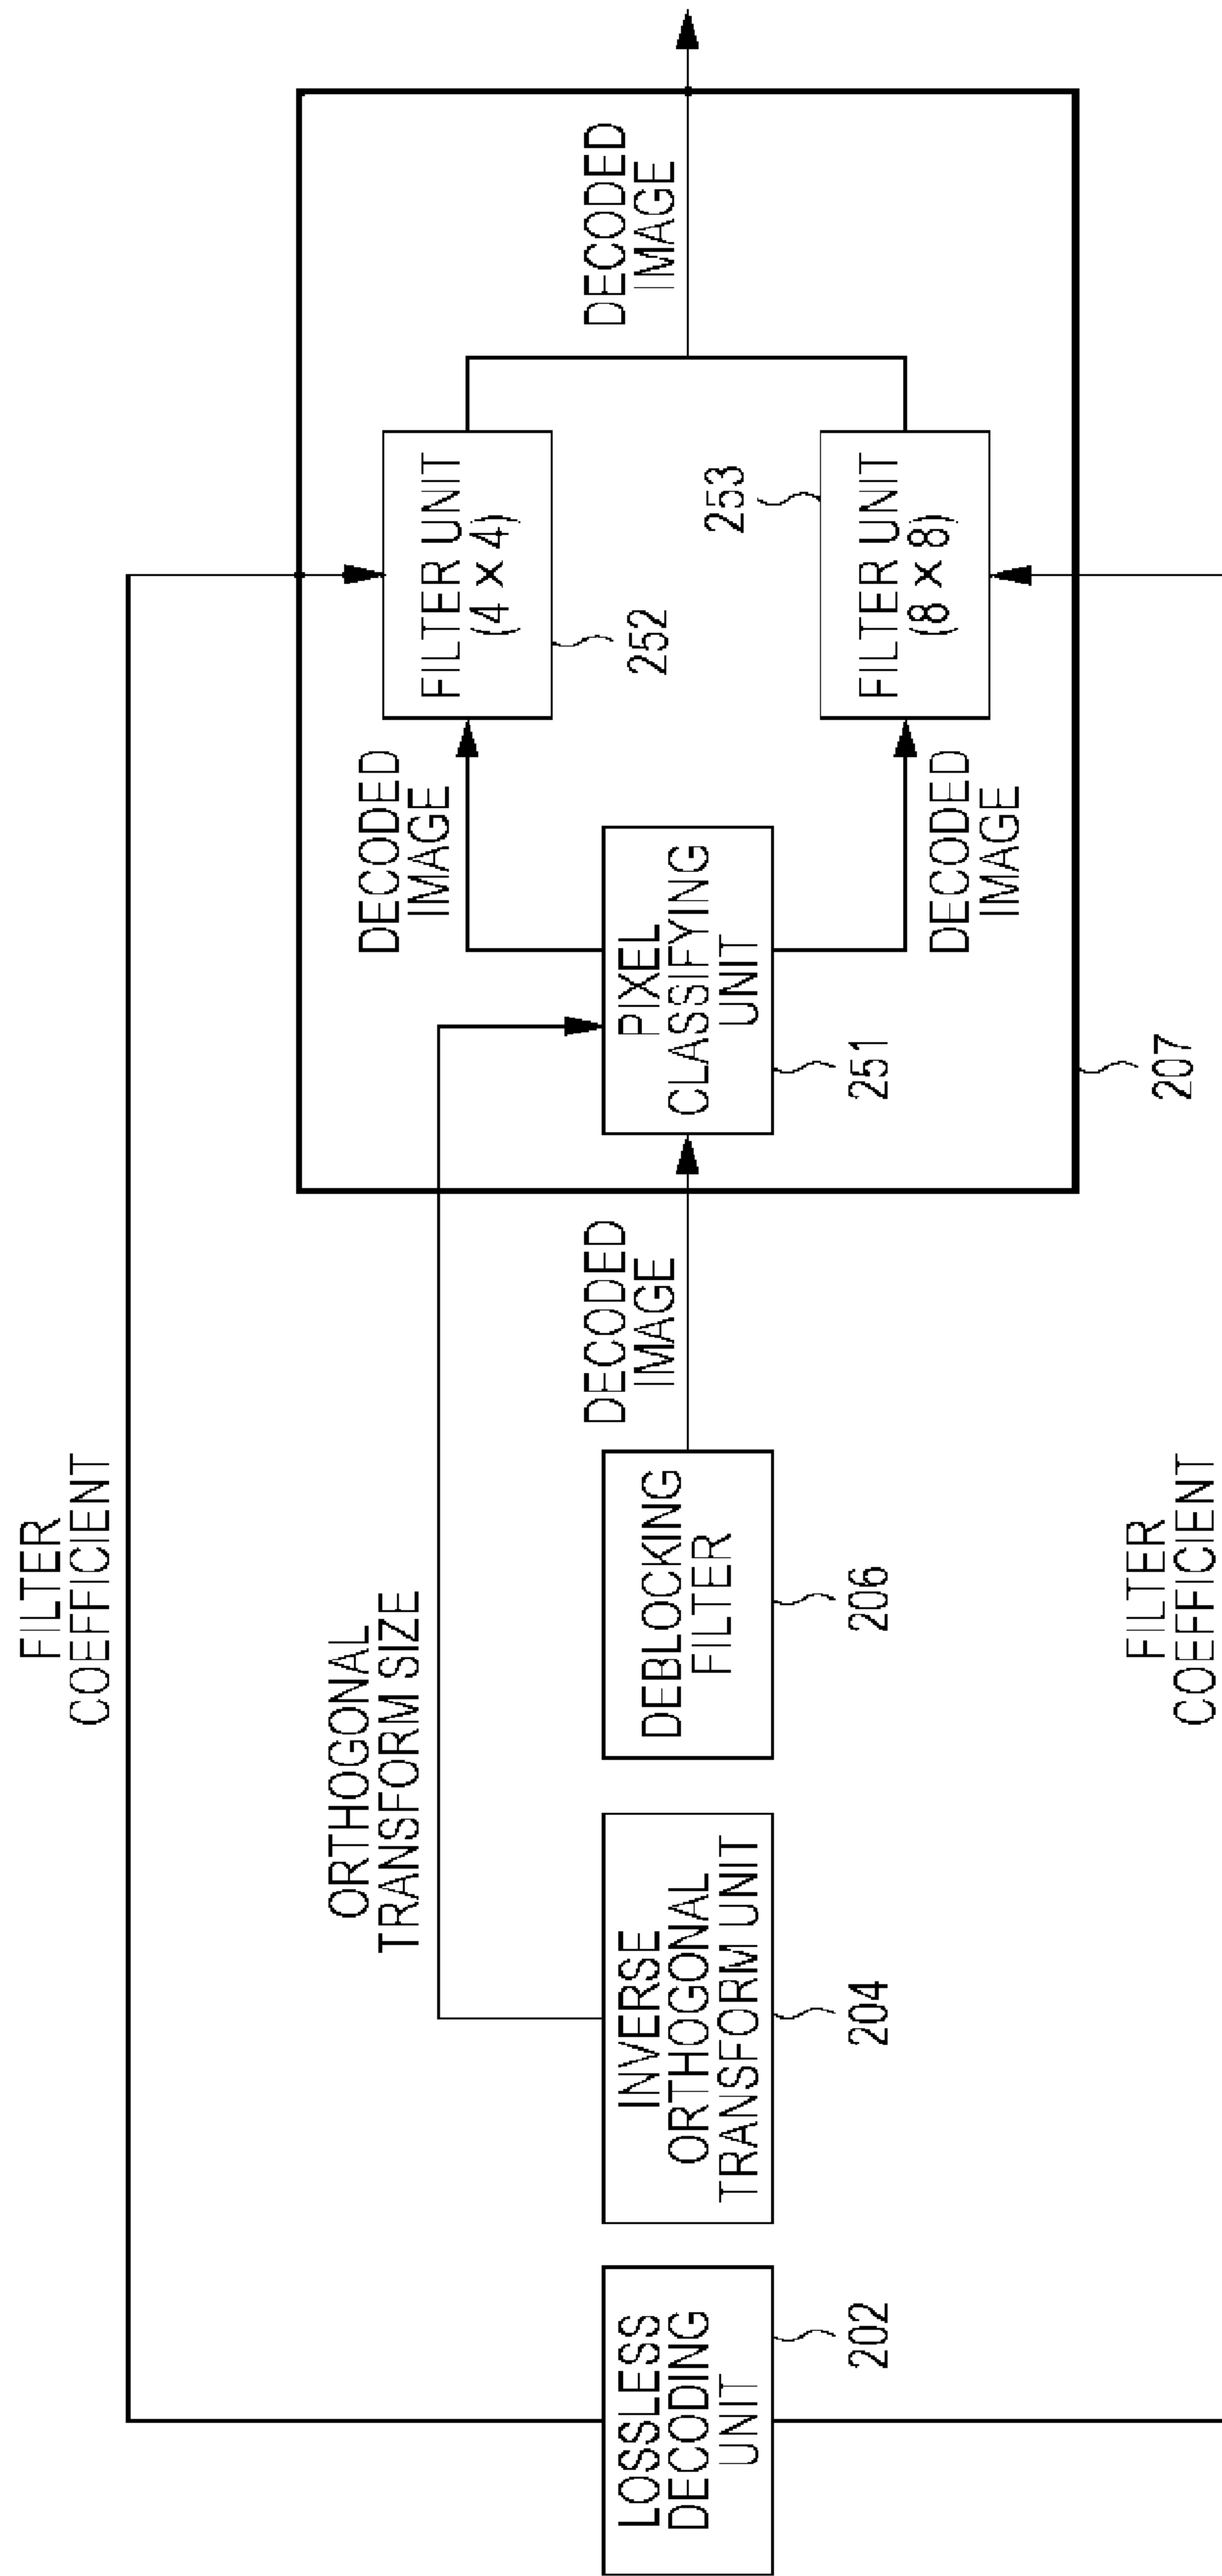 FILTER
COEFFICIENT
ORTHOGONAL
TRANSFORM SIZE
LOSSLESS
DECODING
UNIT
202
INVERSE
ORTHOGONAL
TRANSFORM UNIT
204
DEBLOCKING
FILTER
206
DECODED
IMAGE
PIXEL
CLASSIFYING
UNIT
251
DECODED
IMAGE
DECODED
IMAGE
FILTER UNIT
(4 × 4)
252
FILTER UNIT
(8 × 8)
253
DECODED
IMAGE
207
FILTER
COEFFICIENT